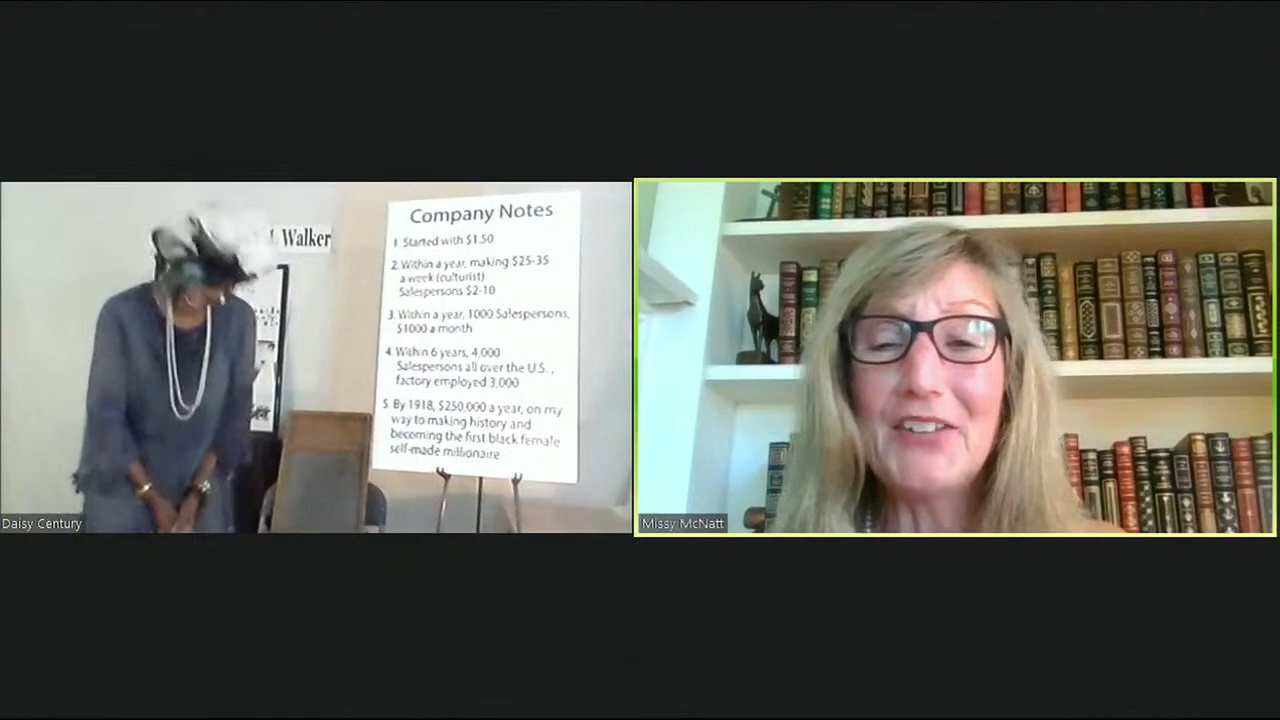 Walker
Company Notes
1. Started with $1.50
2. Within a year, making $25-35
a week (culturist)
Salespersons $2-10
3. Within a year, 1000 Salespersons,
$1000 a month
4. Within 6 years, 4,000
Salespersons all over the U.S. ,
factory employed 3,000
5. By 1918, $250,000 a year, on my
way to making history and
becoming the first black female
self-made millionaire
Daisy Century
Missy McNatt